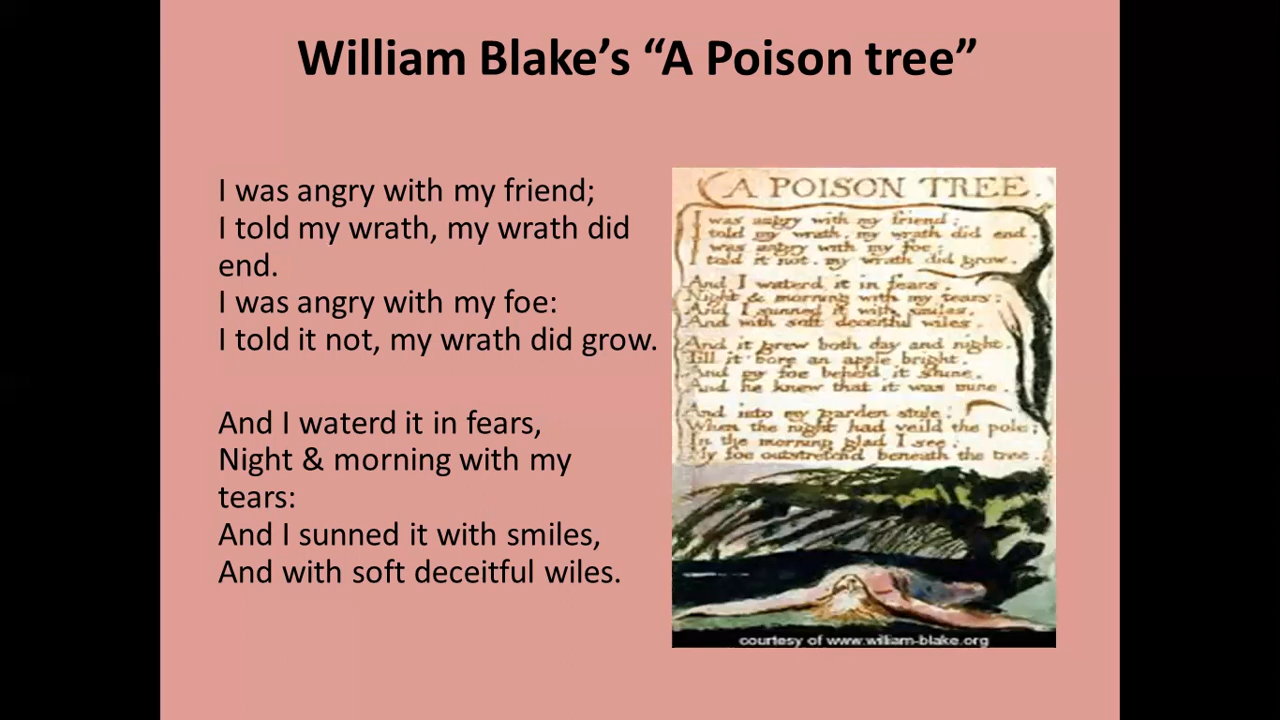 William Blake’s “A Poison tree”
I was angry with my friend;
I told my wrath, my wrath did
end.
I was angry with my foe:
I told it not, my wrath did grow.
And I waterd it in fears,
Night & morning with my
tears:
And I sunned it with smiles,
And with soft deceitful wiles.
A POISON TREE.
I was angry with my friend;
I told my wrath, my wrath did end.
I was angry with my foe:
I told it not, my wrath did grow.
And I waterd it in fears,
Night & morning with my tears:
And I sunned it with smiles,
And with soft deceitful wiles.
And it grew both day and night.
Till it bore an apple bright.
And my foe beheld it shine,
And he knew that it was mine.
And into my garden stole,
When the night had veild the pole;
In the morning glad I see,
My foe outstretchd beneath the tree.
courtesy of www.william-blake.org